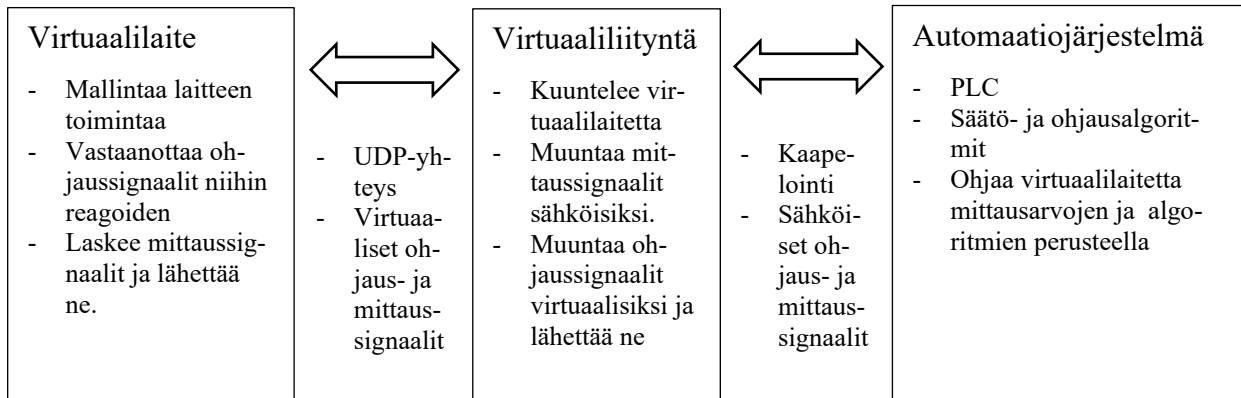 Virtuaalilaite
- Mallintaa laitteen
toimintaa
- Vastaanottaa oh-
jaussignaalit niihin
reagoiden
- Laskee mittaussig-
naalit ja lähettää
ne.
- UDP-yh-
teys
- Virtuaa-
liset oh-
jaus- ja
mittaus-
signaalit
Virtuaaliliityntä
- Kuuntelee vir-
tuaalilaitetta
- Muuntaa mit-
taussignaalit
sähköisiksi.
- Muuntaa oh-
jaussignaalit
virtuaalisiksi ja
lähettää ne
- Kaape-
lointi
- Sähköi-
set oh-
jaus- ja
mittaus-
signaalit
Automaatiojärjestelmä
- PLC
- Säätö- ja ohjausalgorit-
mit
- Ohjaa virtuaalilaitetta
mittausarvojen ja algo-
ritmien perusteella